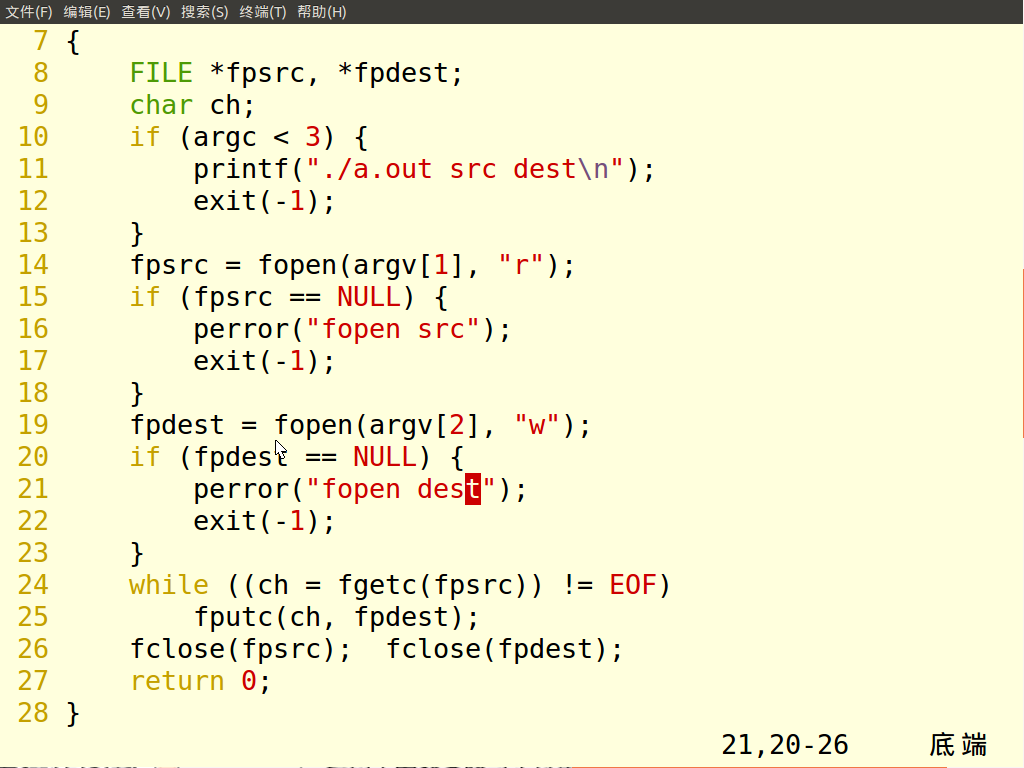 文件(F) 编辑(E) 查看(V) 搜索(S) 终端(T) 帮助(H)
7 {
8     FILE *fpsrc, *fpdest;
9     char ch;
10     if (argc < 3) {
11         printf("./a.out src dest\n");
12         exit(-1);
13     }
14     fpsrc = fopen(argv[1], "r");
15     if (fpsrc == NULL) {
16         perror("fopen src");
17         exit(-1);
18     }
19     fpdest = fopen(argv[2], "w");
20     if (fpdest == NULL) {
21         perror("fopen dest");
22         exit(-1);
23     }
24     while ((ch = fgetc(fpsrc)) != EOF)
25         fputc(ch, fpdest);
26     fclose(fpsrc);  fclose(fpdest);
27     return 0;
28 }
21,20-26 底端